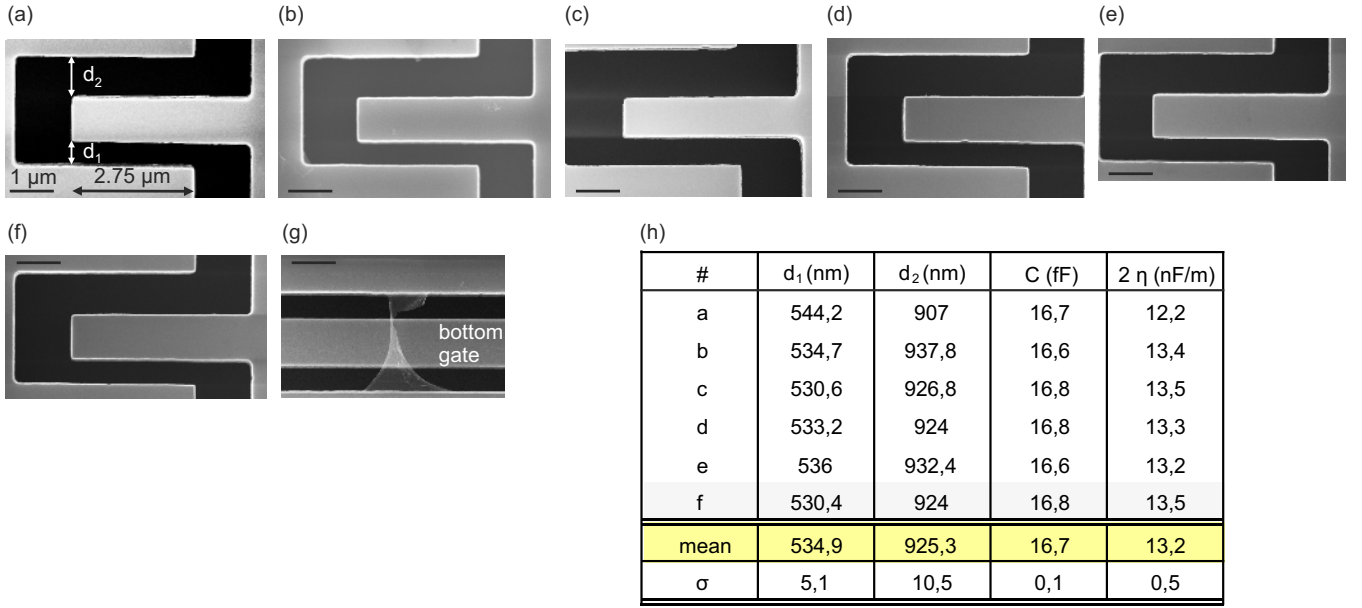 (a)
(b)
(c)
(d)
(e)
d₂
d₁
1 µm
2.75 µm
(f)
(g)
bottom
gate
(h)
# d₁ (nm) d₂ (nm) C (fF) 2 η (nF/m)
a 544,2 907 16,7 12,2
b 534,7 937,8 16,6 13,4
c 530,6 926,8 16,8 13,5
d 533,2 924 16,8 13,3
e 536 932,4 16,6 13,2
f 530,4 924 16,8 13,5
mean 534,9 925,3 16,7 13,2
σ 5,1 10,5 0,1 0,5